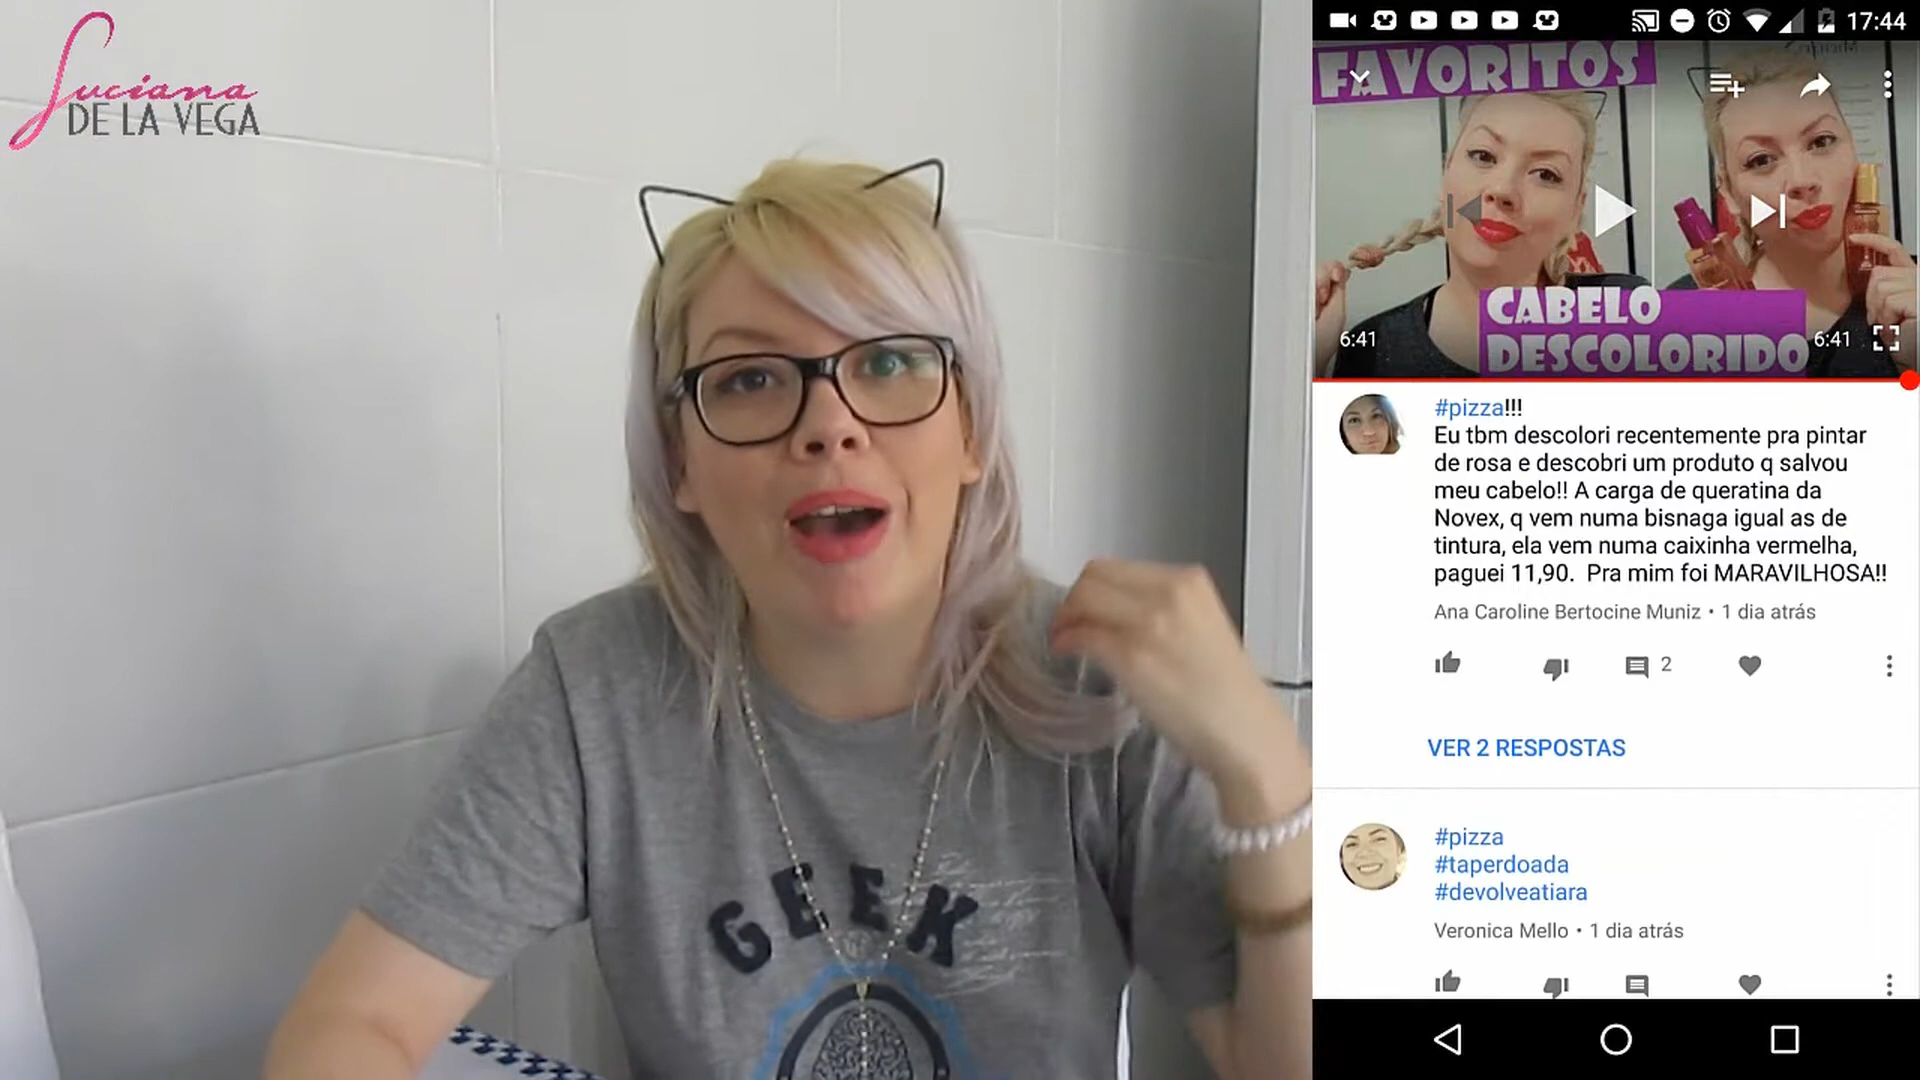 Luciana
DE LA VEGA
GEEK
17:44
FAVORITOS
CABELO
DESCOLORIDO
6:41
6:41
#pizza!!!
Eu tbm descolori recentemente pra pintar
de rosa e descobri um produto q salvou
meu cabelo!! A carga de queratina da
Novex, q vem numa bisnaga igual as de
tintura, ela vem numa caixinha vermelha,
paguei 11,90.  Pra mim foi MARAVILHOSA!!
Ana Caroline Bertocine Muniz • 1 dia atrás
2
VER 2 RESPOSTAS
#pizza
#taperdoada
#devolveatiara
Veronica Mello • 1 dia atrás